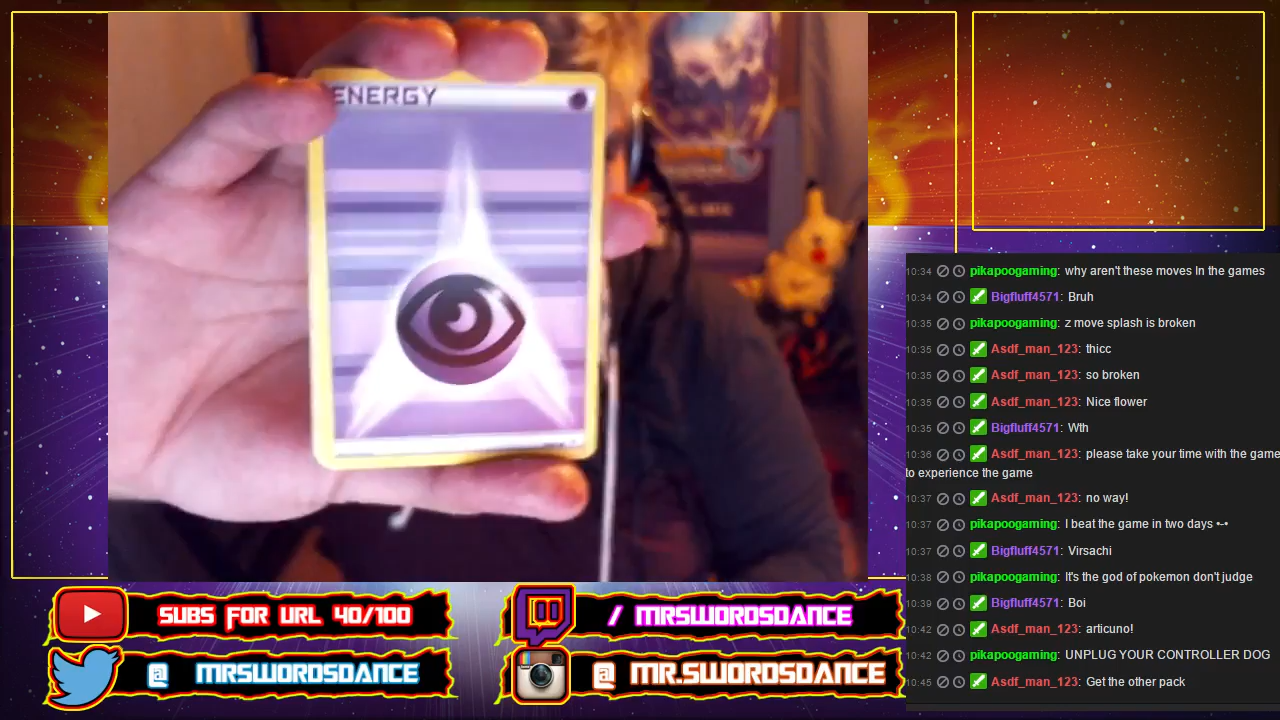 ENERGY
10:34 pikapoogaming: why aren't these moves In the games
10:34 Bigfluff4571: Bruh
10:35 pikapoogaming: z move splash is broken
10:35 Asdf_man_123: thicc
10:35 Asdf_man_123: so broken
10:35 Asdf_man_123: Nice flower
10:35 Bigfluff4571: Wth
10:36 Asdf_man_123: please take your time with the game
to experience the game
10:37 Asdf_man_123: no way!
10:37 pikapoogaming: I beat the game in two days •-•
10:37 Bigfluff4571: Virsachi
10:38 pikapoogaming: It's the god of pokemon don't judge
10:39 Bigfluff4571: Boi
10:42 Asdf_man_123: articuno!
10:42 pikapoogaming: UNPLUG YOUR CONTROLLER DOG
10:45 Asdf_man_123: Get the other pack
SUBS FOR URL 40/100
/ MRSWORDSDANCE
@ MRSWORDSDANCE
@ MR.SWORDSDANCE